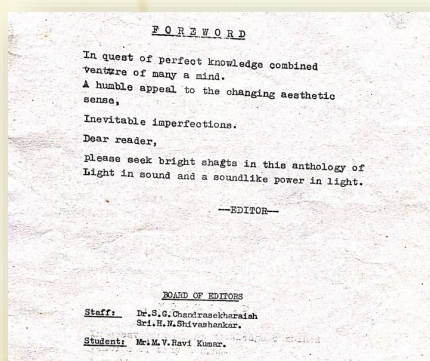 FOREWORD
In quest of perfect knowledge combined
venture of many a mind.
A humble appeal to the changing aesthetic
sense,
Inevitable imperfections.
Dear reader,
please seek bright shafts in this anthology of
Light in sound and a soundlike power in light.
—EDITOR—
BOARD OF EDITORS
Staff: Dr.S.G.Chandrasekharaiah
Sri.H.N.Shivashankar.
Student: Mr.M.V.Ravi Kumar.